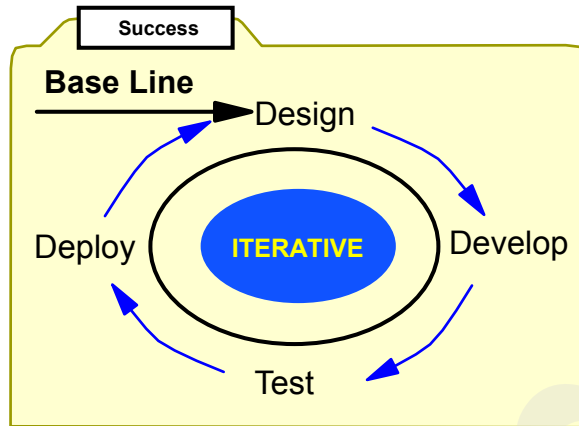 Success
Base Line
Design
Deploy
ITERATIVE
Develop
Test